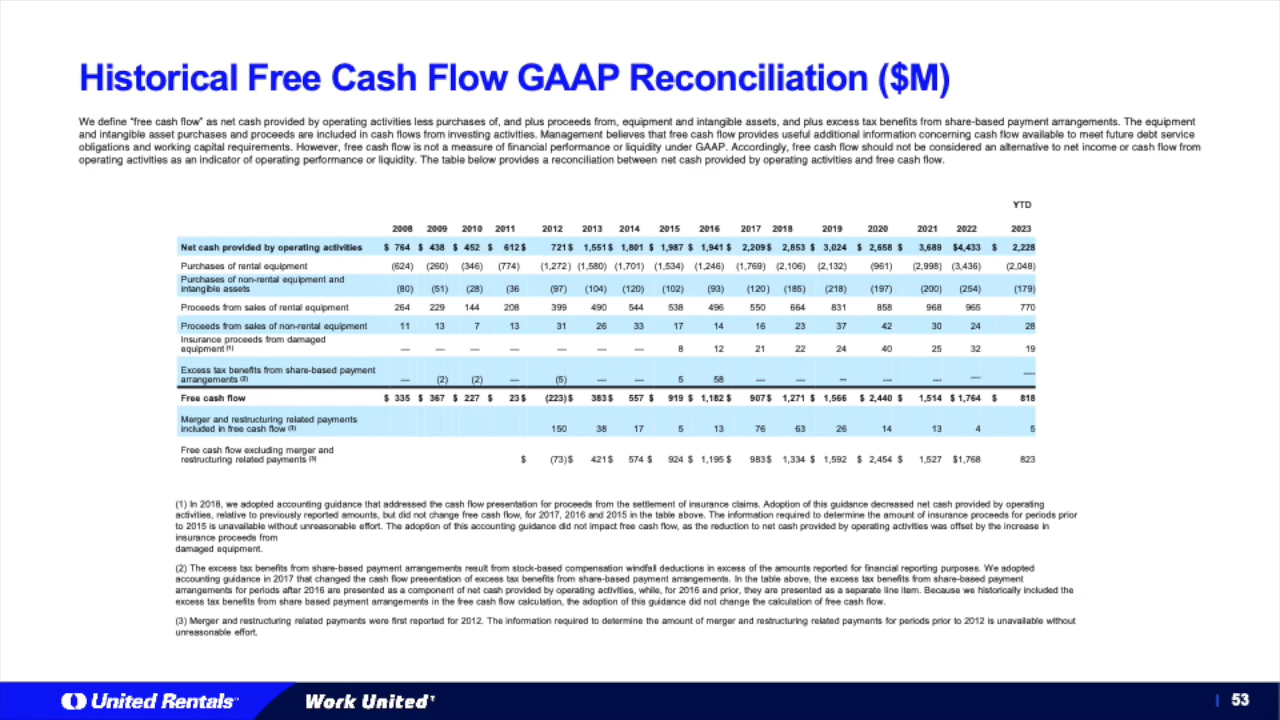 Historical Free Cash Flow GAAP Reconciliation ($M)
We define “free cash flow” as net cash provided by operating activities less purchases of, and plus proceeds from, equipment and intangible assets, and plus excess tax benefits from share-based payment arrangements. The equipment
and intangible asset purchases and proceeds are included in cash flows from investing activities. Management believes that free cash flow provides useful additional information concerning cash flow available to meet future debt service
obligations and working capital requirements. However, free cash flow is not a measure of financial performance or liquidity under GAAP. Accordingly, free cash flow should not be considered an alternative to net income or cash flow from
operating activities as an indicator of operating performance or liquidity. The table below provides a reconciliation between net cash provided by operating activities and free cash flow.
YTD
2008 2009 2010 2011 2012 2013 2014 2015 2016 2017 2018 2019 2020 2021 2022 2023
Net cash provided by operating activities $ 764 $ 438 $ 452 $ 612 $ 721 $ 1,551 $ 1,801 $ 1,987 $ 1,941 $ 2,209 $ 2,853 $ 3,024 $ 2,658 $ 3,689 $4,433 $ 2,228
Purchases of rental equipment (624) (260) (346) (774) (1,272) (1,580) (1,701) (1,534) (1,246) (1,769) (2,106) (2,132) (961) (2,998) (3,436) (2,048)
Purchases of non-rental equipment and
intangible assets (80) (51) (28) (36 (97) (104) (120) (102) (93) (120) (185) (218) (197) (200) (254) (179)
Proceeds from sales of rental equipment 264 229 144 208 399 490 544 538 496 550 664 831 858 968 965 770
Proceeds from sales of non-rental equipment 11 13 7 13 31 26 33 17 14 16 23 37 42 30 24 28
Insurance proceeds from damaged
equipment (1) — — — — — — — 8 12 21 22 24 40 25 32 19
Excess tax benefits from share-based payment
arrangements (2) — (2) (2) — (5) — — 5 58 — — — — — — —
Free cash flow $ 335 $ 367 $ 227 $ 23 $ (223) $ 383 $ 557 $ 919 $ 1,182 $ 907 $ 1,271 $ 1,566 $ 2,440 $ 1,514 $ 1,764 $ 818
Merger and restructuring related payments
included in free cash flow (3) 150 38 17 5 13 76 63 26 14 13 4 5
Free cash flow excluding merger and
restructuring related payments (3) $ (73) $ 421 $ 574 $ 924 $ 1,195 $ 983 $ 1,334 $ 1,592 $ 2,454 $ 1,527 $1,768 823
(1) In 2018, we adopted accounting guidance that addressed the cash flow presentation for proceeds from the settlement of insurance claims. Adoption of this guidance decreased net cash provided by operating
activities, relative to previously reported amounts, but did not change free cash flow, for 2017, 2016 and 2015 in the table above. The information required to determine the amount of insurance proceeds for periods prior
to 2015 is unavailable without unreasonable effort. The adoption of this accounting guidance did not impact free cash flow, as the reduction to net cash provided by operating activities was offset by the increase in
insurance proceeds from
damaged equipment.
(2) The excess tax benefits from share-based payment arrangements result from stock-based compensation windfall deductions in excess of the amounts reported for financial reporting purposes. We adopted
accounting guidance in 2017 that changed the cash flow presentation of excess tax benefits from share-based payment arrangements. In the table above, the excess tax benefits from share-based payment
arrangements for periods after 2016 are presented as a component of net cash provided by operating activities, while, for 2016 and prior, they are presented as a separate line item. Because we historically included the
excess tax benefits from share based payment arrangements in the free cash flow calculation, the adoption of this guidance did not change the calculation of free cash flow.
(3) Merger and restructuring related payments were first reported for 2012. The information required to determine the amount of merger and restructuring related payments for periods prior to 2012 is unavailable without
unreasonable effort.
United Rentals™ Work United™ | 53